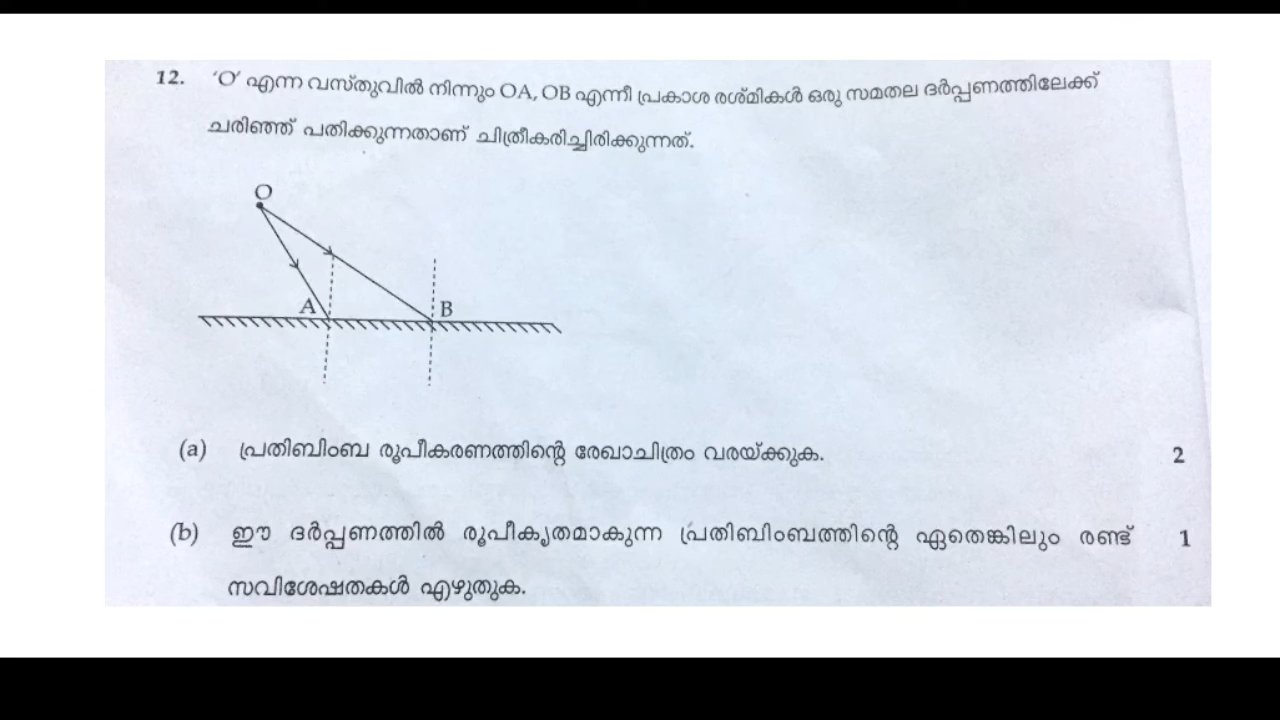 12. 'O' എന്ന വസ്തുവിൽ നിന്നും OA, OB എന്നീ പ്രകാശ രശ്മികൾ ഒരു സമതല ദർപ്പണത്തിലേക്ക്
ചരിഞ്ഞ് പതിക്കുന്നതാണ് ചിത്രീകരിച്ചിരിക്കുന്നത്.
O
A
B
(a) പ്രതിബിംബ രൂപീകരണത്തിന്റെ രേഖാചിത്രം വരയ്ക്കുക. 2
(b) ഈ ദർപ്പണത്തിൽ രൂപീകൃതമാകുന്ന പ്രതിബിംബത്തിന്റെ ഏതെങ്കിലും രണ്ട് 1
സവിശേഷതകൾ എഴുതുക.